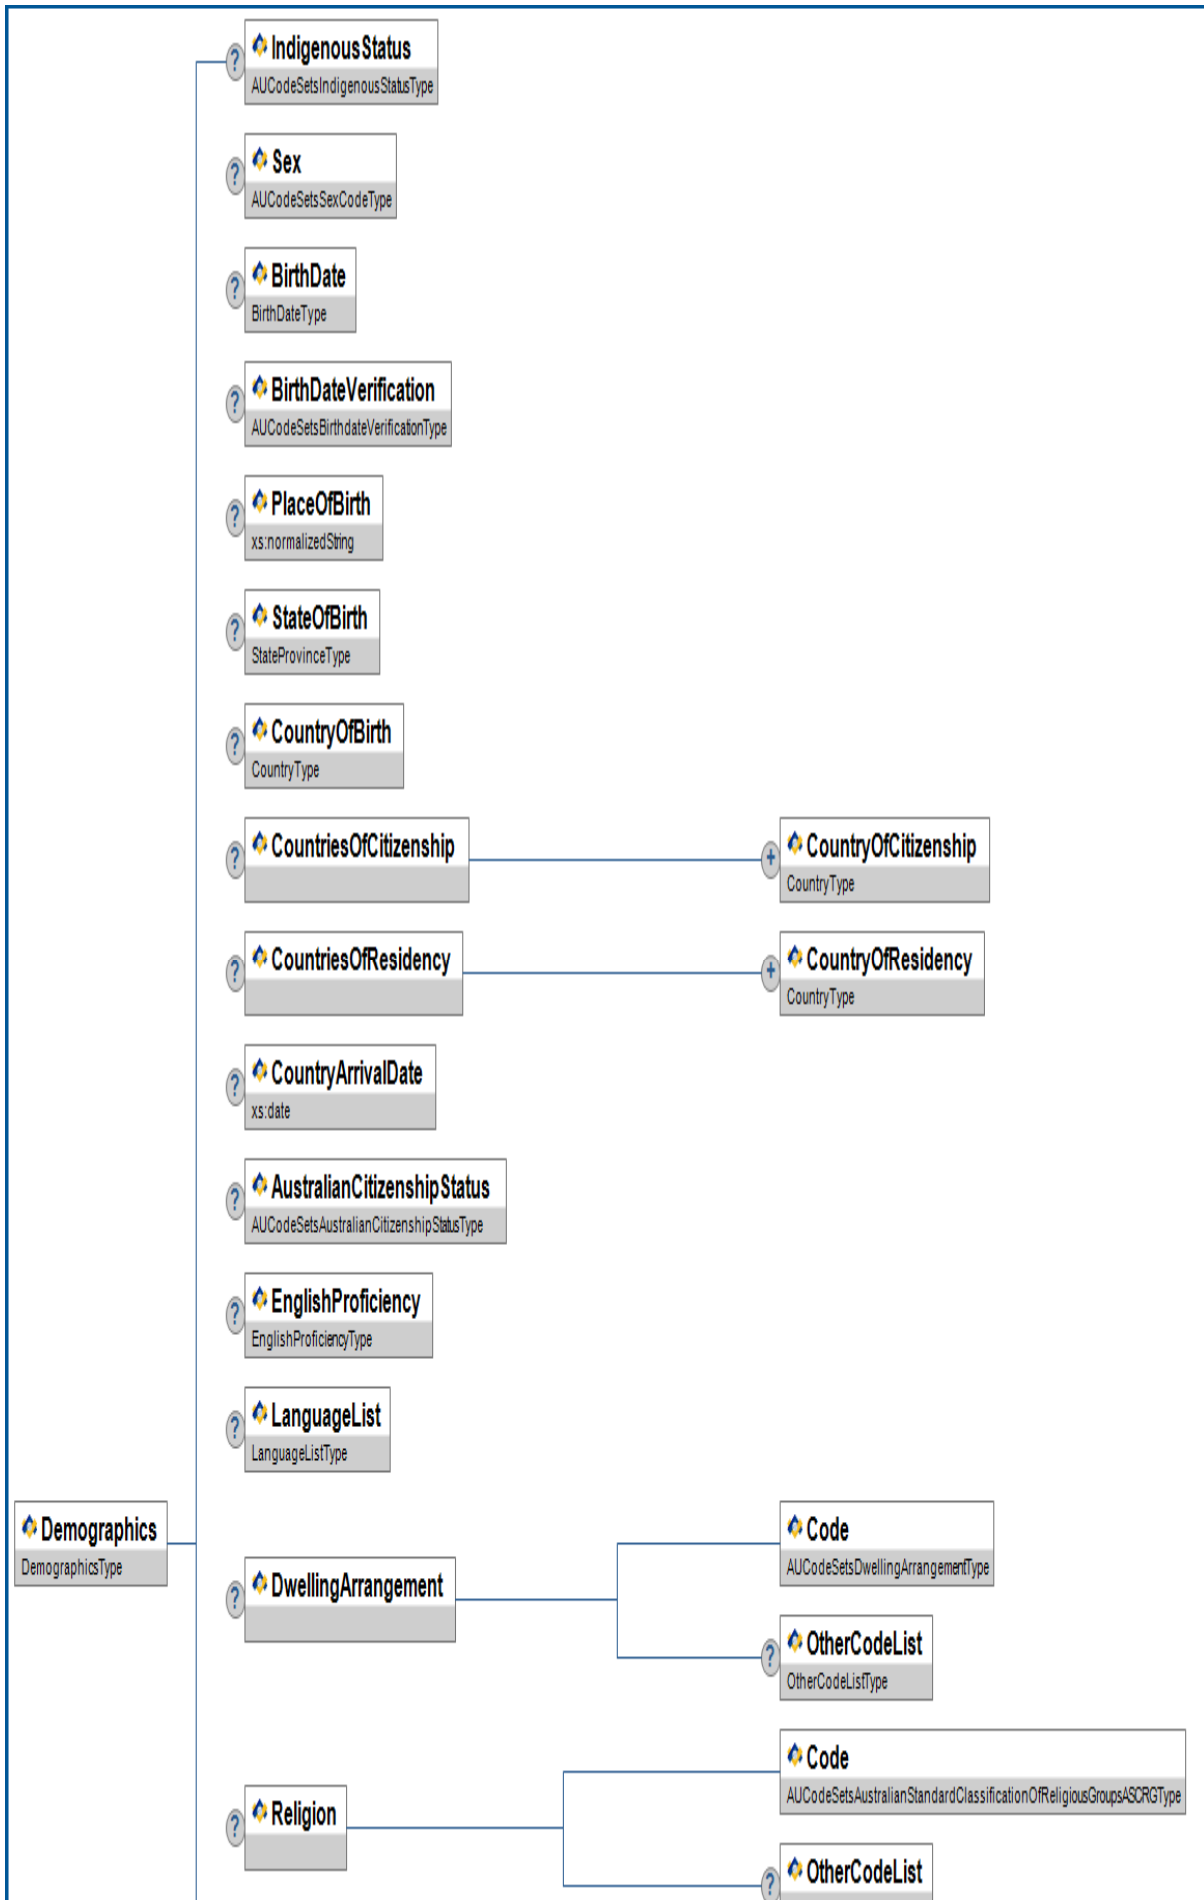 ? IndigenousStatus
AUCodeSetsIndigenousStatusType
? Sex
AUCodeSetsSexCodeType
? BirthDate
BirthDateType
? BirthDateVerification
AUCodeSetsBirthdateVerificationType
? PlaceOfBirth
xs:normalizedString
? StateOfBirth
StateProvinceType
? CountryOfBirth
CountryType
? CountriesOfCitizenship + CountryOfCitizenship
CountryType
? CountriesOfResidency + CountryOfResidency
CountryType
? CountryArrivalDate
xs:date
? AustralianCitizenshipStatus
AUCodeSetsAustralianCitizenshipStatusType
? EnglishProficiency
EnglishProficiencyType
? LanguageList
LanguageListType
Demographics
DemographicsType
? DwellingArrangement
Code
AUCodeSetsDwellingArrangementType
? OtherCodeList
OtherCodeListType
? Religion
Code
AUCodeSetsAustralianStandardClassificationOfReligiousGroupsASCRGType
? OtherCodeList